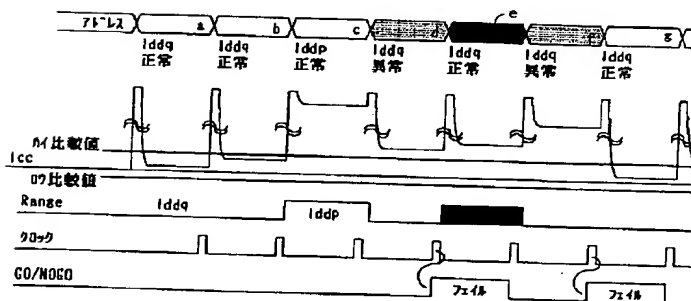 アドレス a b c d e g
Iddq 正常
Iddq 正常
IddP 正常
Iddq 異常
Iddq 正常
Iddq 異常
Iddq 正常
ハイ比較値
Icc
ロウ比較値
Range Iddq IddP
クロック
GO/NOGO フェイル フェイル